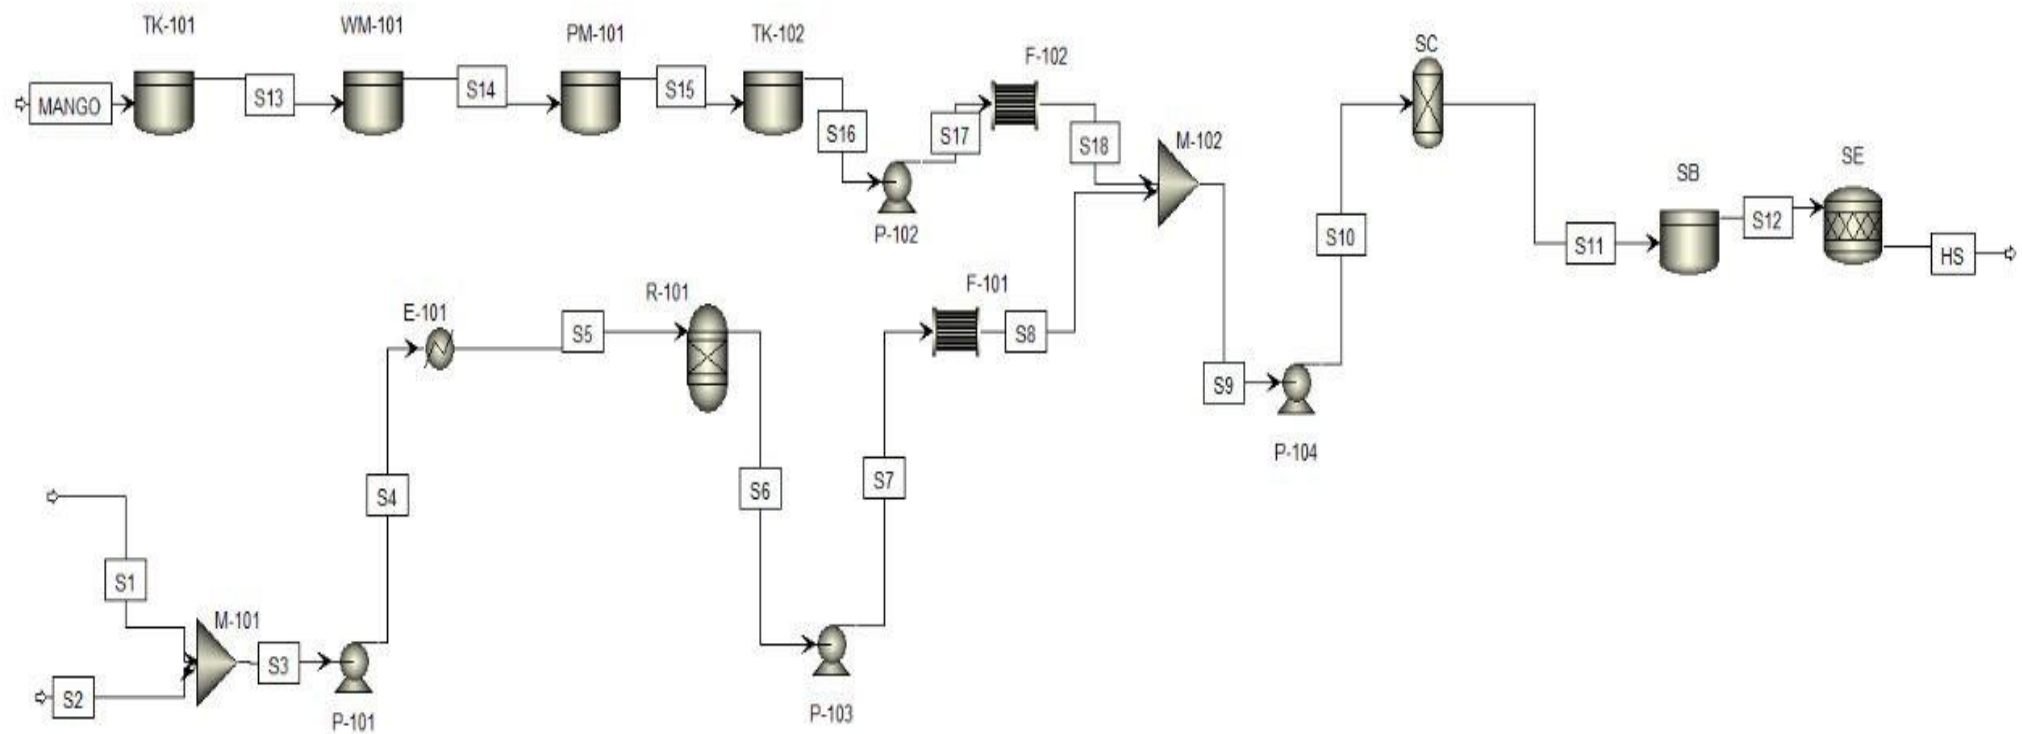 TK-101
WM-101
PM-101
TK-102
F-102
SC
MANGO
S13
S14
S15
S16
S17
S18
M-102
P-102
S10
SB
SE
S11
S12
HS
E-101
S5
R-101
F-101
S8
S9
P-104
S4
S6
S7
S1
M-101
S3
S2
P-101
P-103